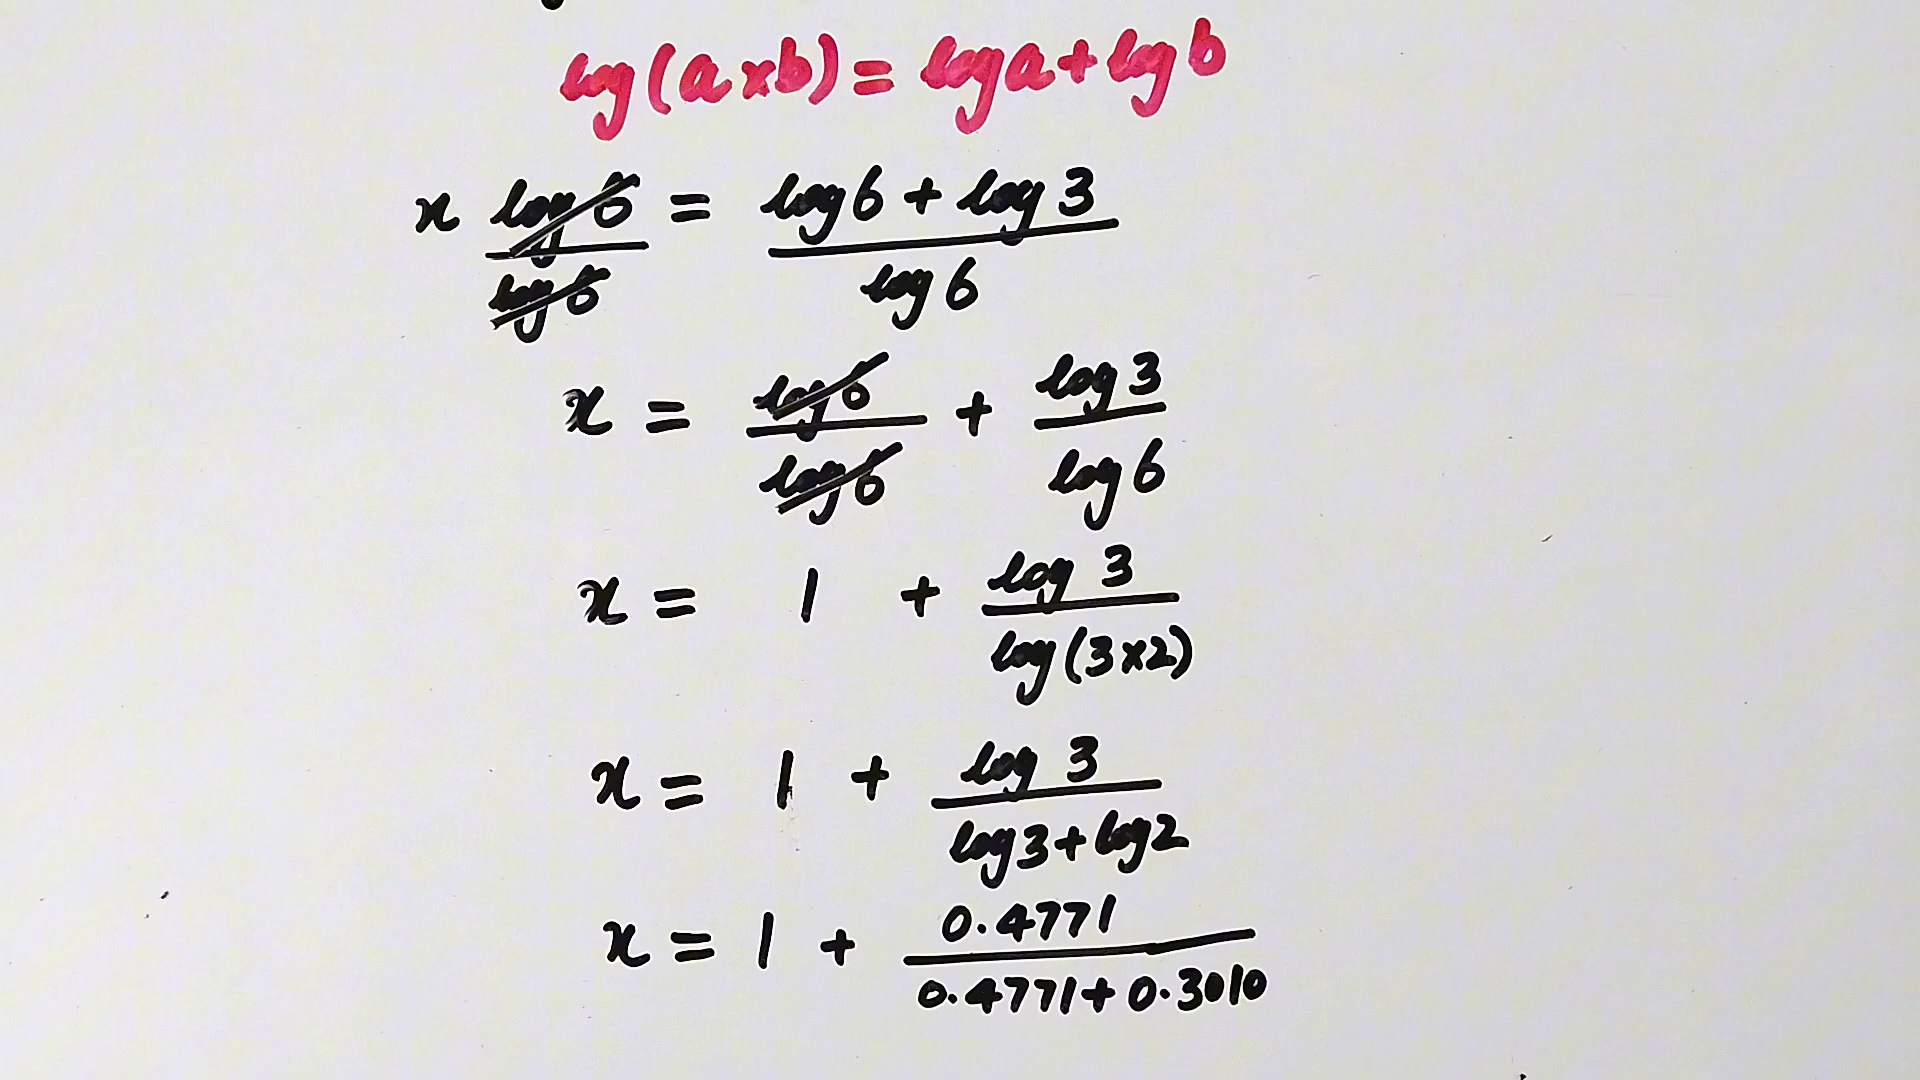 log(a×b) = log a + log b
x log 6 / log 6 = log 6 + log 3 / log 6
x = log 6 / log 6 + log 3 / log 6
x = 1 + log 3 / log (3×2)
x = 1 + log 3 / log 3 + log 2
x = 1 + 0.4771 / 0.4771 + 0.3010